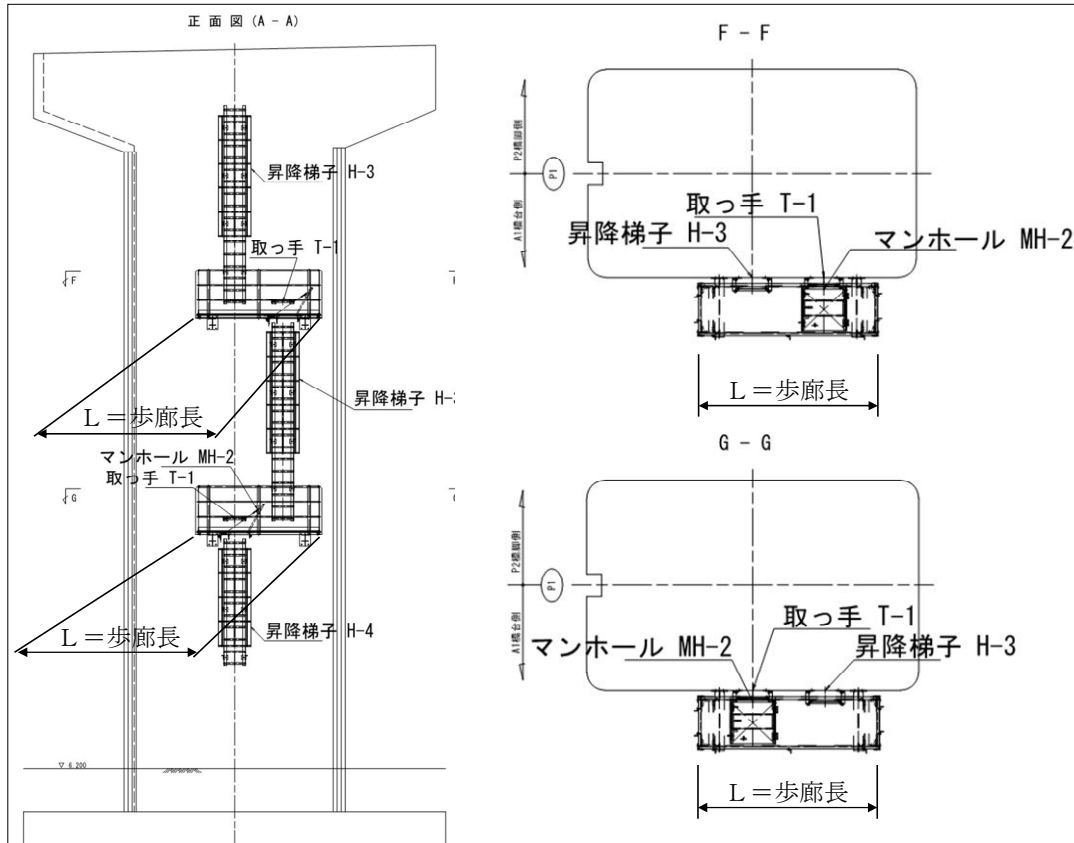 正 面 図 (A - A)
昇降梯子 H-3
取っ手 T-1
F
L＝歩廊長
昇降梯子 H-
マンホール MH-2
取っ手 T-1
G
L＝歩廊長
昇降梯子 H-4
▽ 6.200
F - F
P2橋脚側
P1
A1橋台側
取っ手 T-1
昇降梯子 H-3
マンホール MH-2
L＝歩廊長
G - G
P2橋脚側
P1
A1橋台側
取っ手 T-1
マンホール MH-2
昇降梯子 H-3
L＝歩廊長